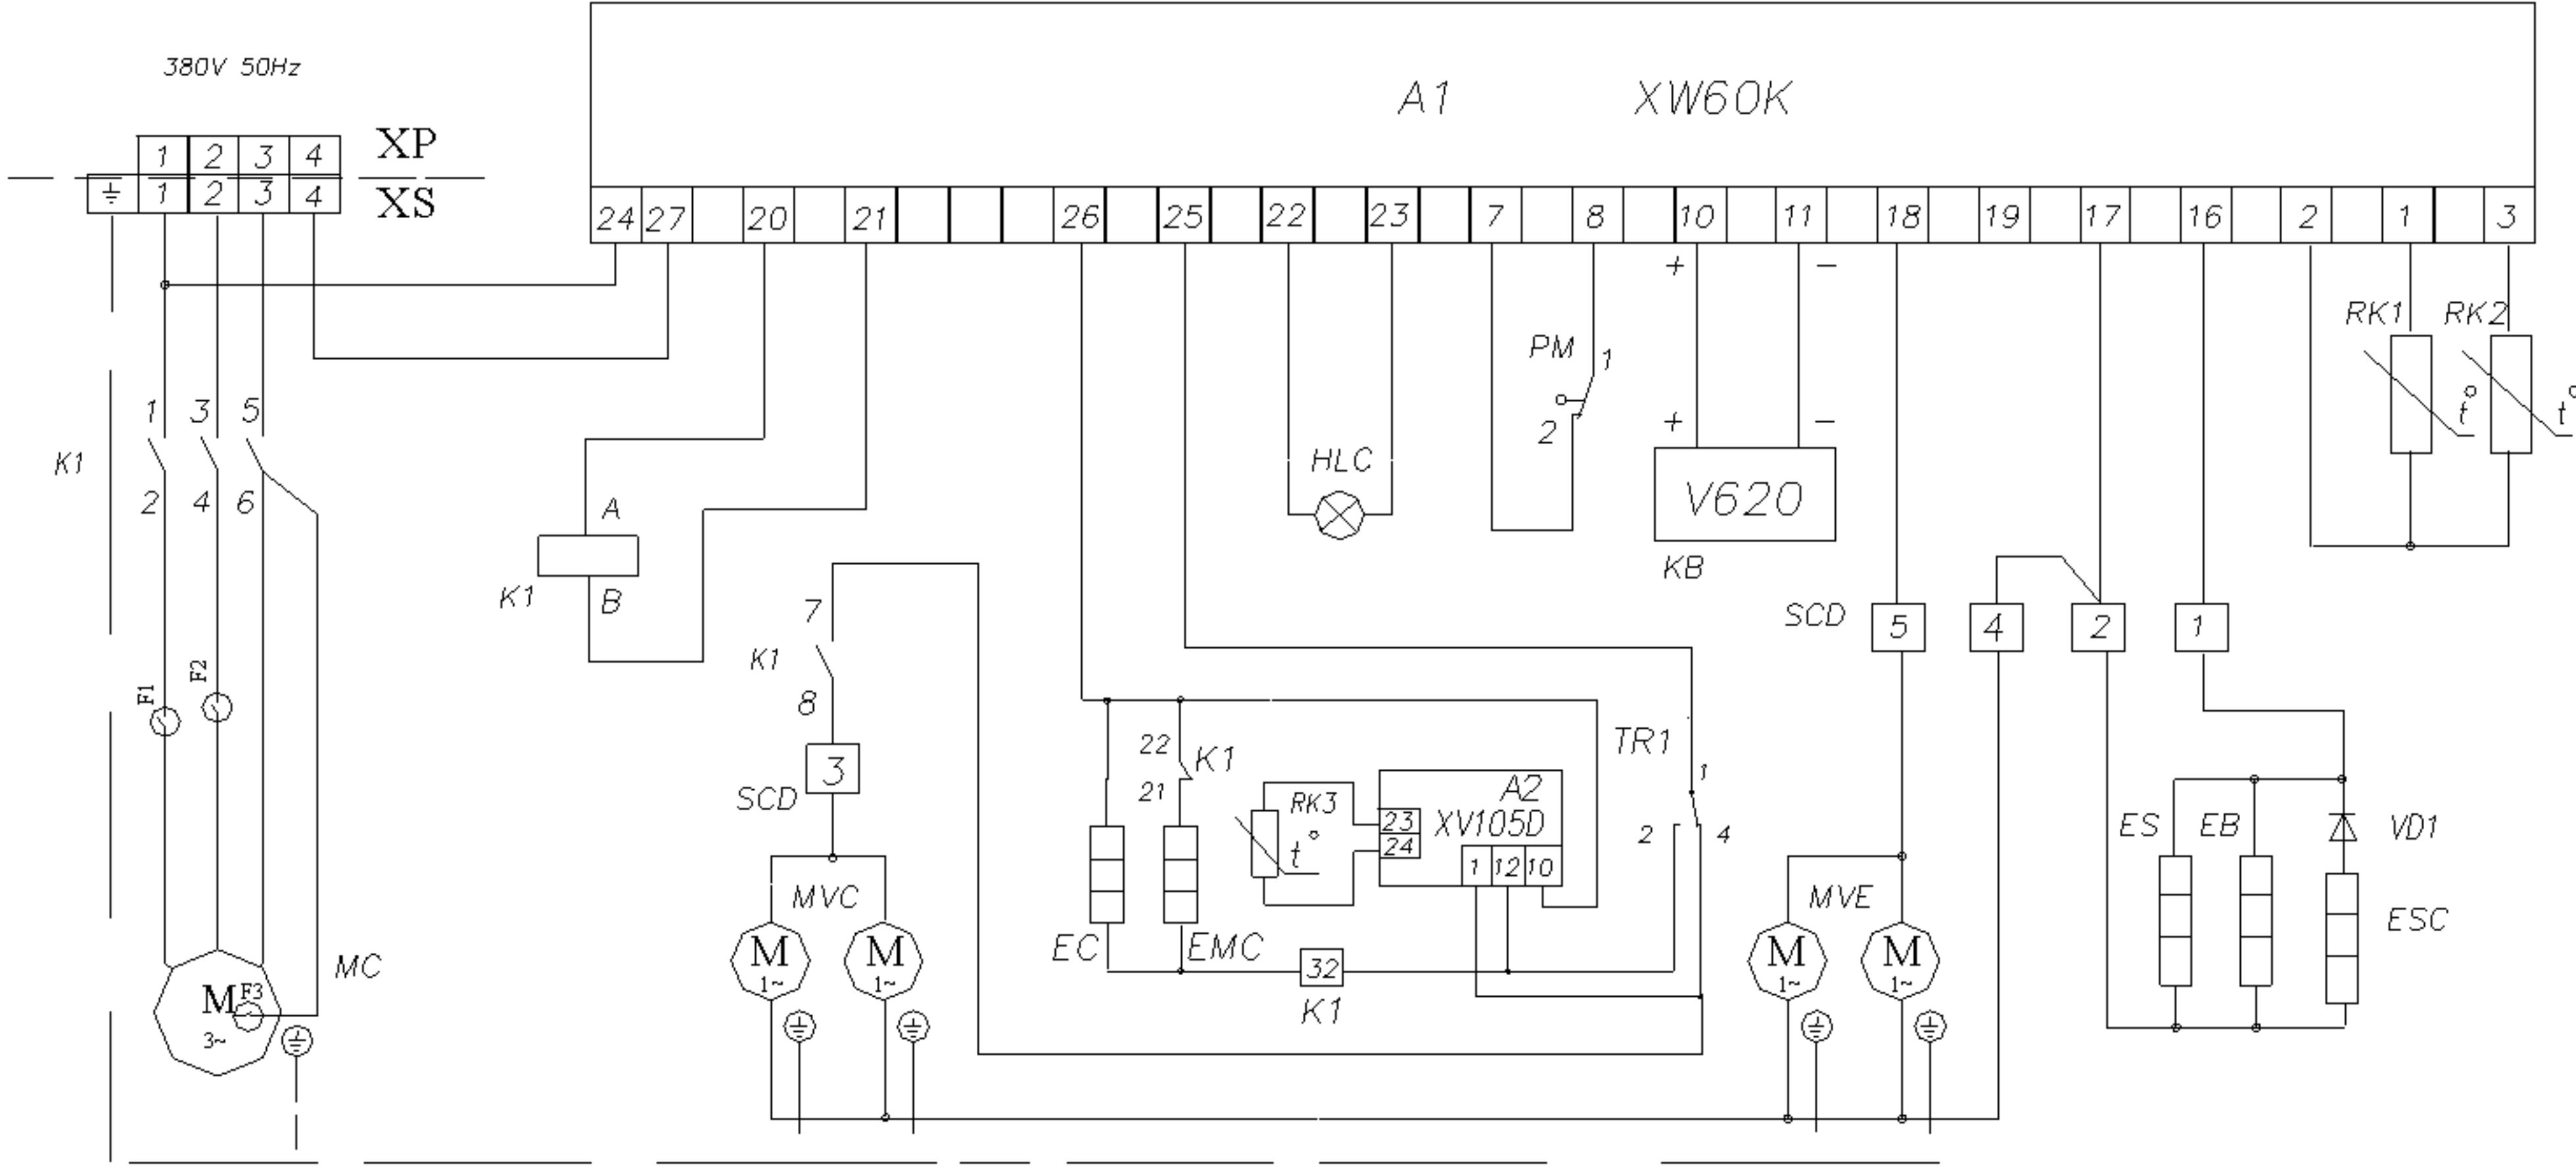 380V 50Hz
A1 XW60K
1 2 3 4 XP
1 2 3 4 XS
24 27 20 21 26 25 22 23 7 8 10 11 18 19 17 16 2 1 3
+ −
RK1 RK2
PM 1
2
t° t°
1 3 5
K1
2 4 6
+ −
HLC
V620
KB
A
K1 B
7
K1
8
SCD 5 4 2 1
F1 F2
3
SCD
22 K1
21
TR1
1
2 4
RK3
t°
A2
23 XV105D
24
1 12 10
ES EB VD1
ESC
MVC
M M
1~ 1~
EC EMC
32
K1
MVE
M M
1~ 1~
MC
M F3
3~